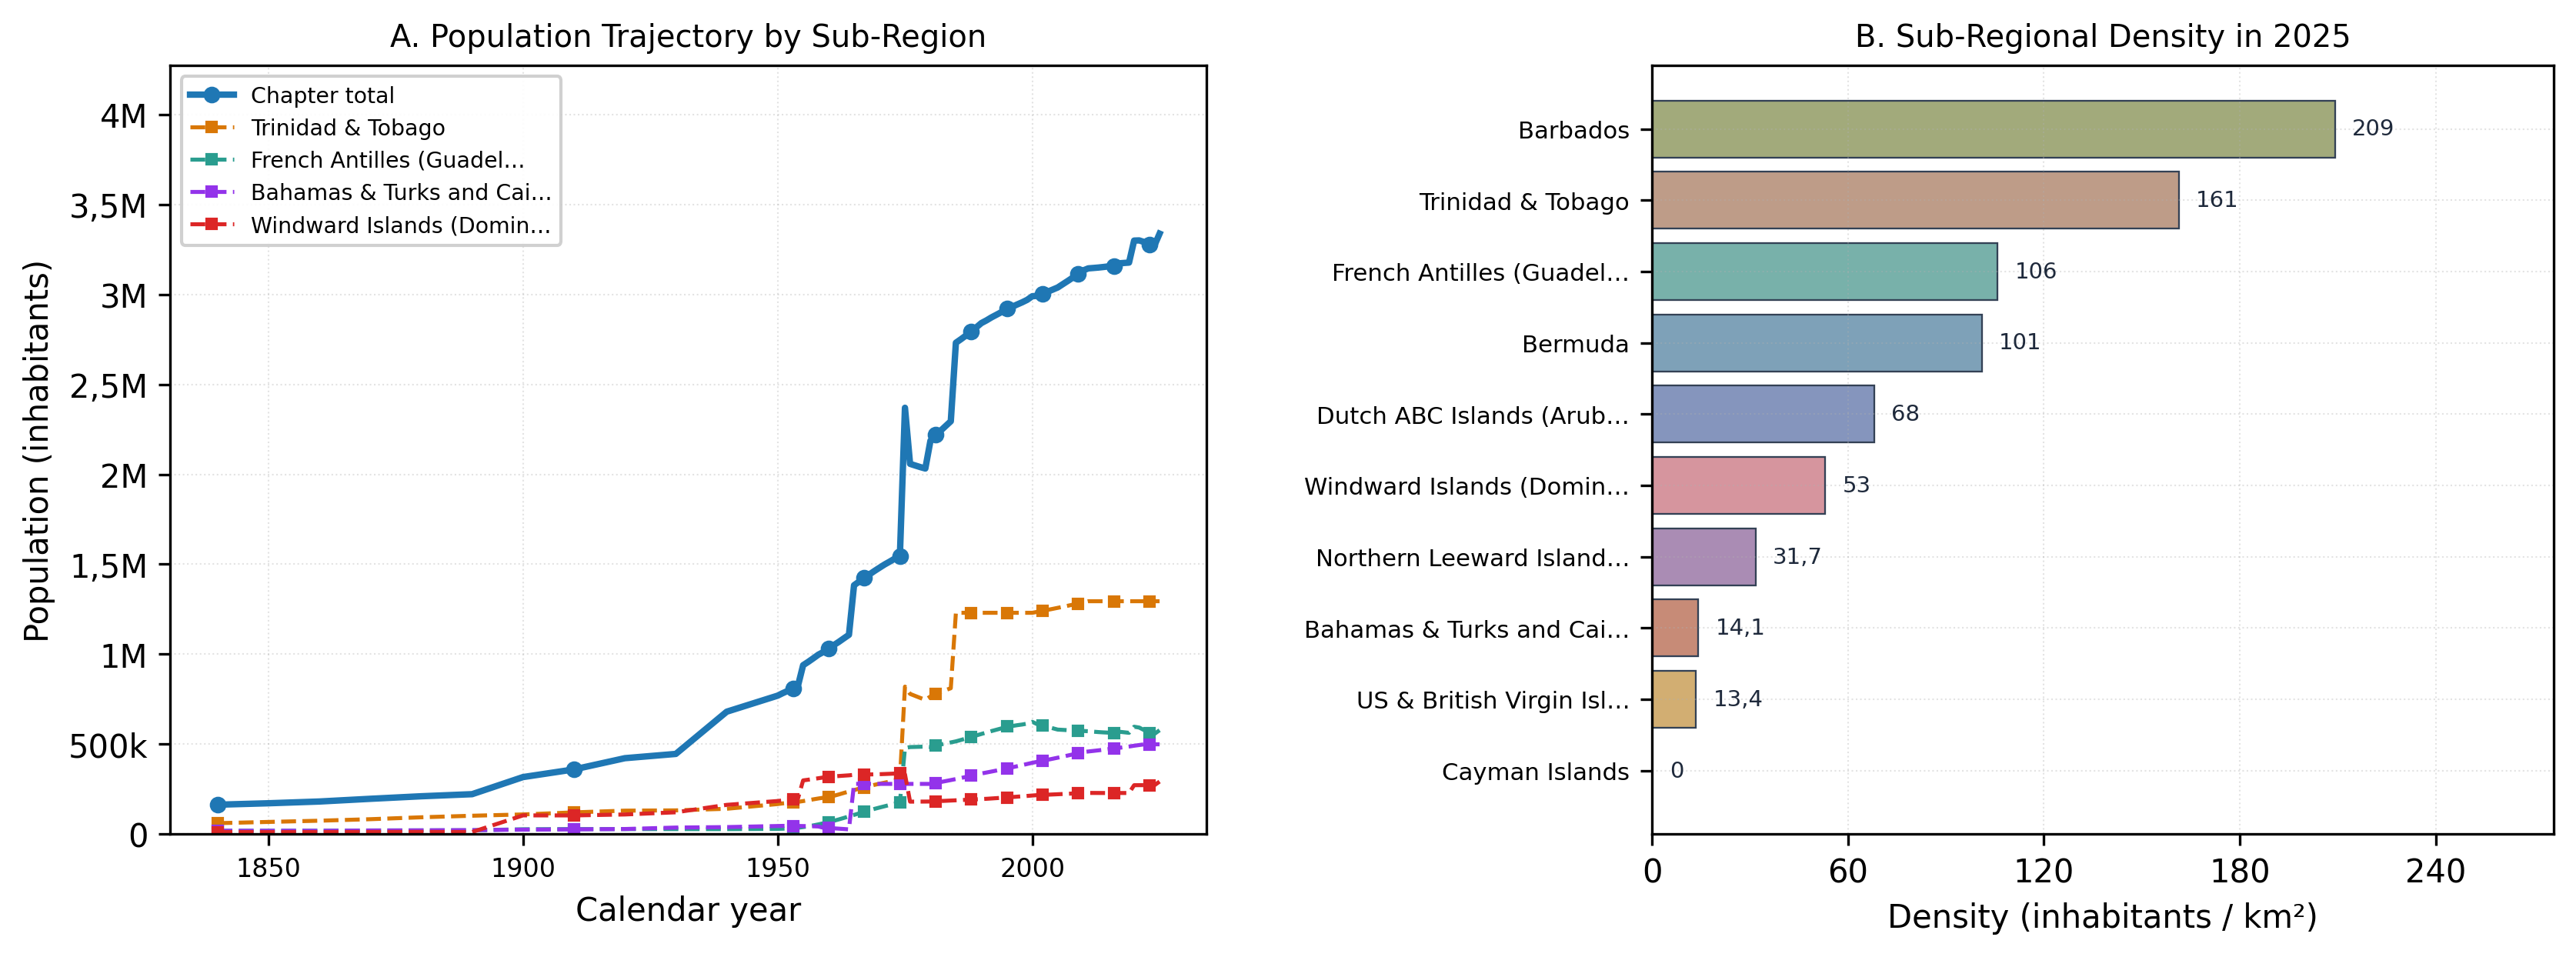 A. Population Trajectory by Sub-Region
Population (inhabitants)
4M
3,5M
3M
2,5M
2M
1,5M
1M
500k
0
Chapter total
Trinidad & Tobago
French Antilles (Guadel...
Bahamas & Turks and Cai...
Windward Islands (Domin...
1850
1900
1950
2000
Calendar year
B. Sub-Regional Density in 2025
Barbados
209
Trinidad & Tobago
161
French Antilles (Guadel...
106
Bermuda
101
Dutch ABC Islands (Arub...
68
Windward Islands (Domin...
53
Northern Leeward Island...
31,7
Bahamas & Turks and Cai...
14,1
US & British Virgin Isl...
13,4
Cayman Islands
0
0
60
120
180
240
Density (inhabitants / km²)